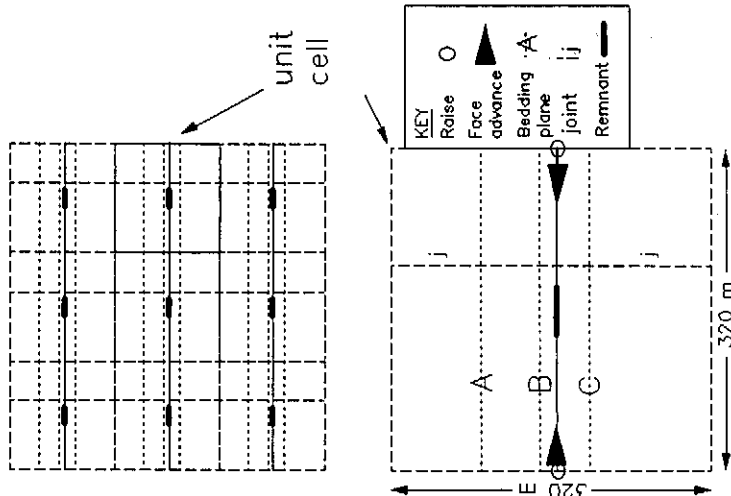 unit
cell
KEY
Raise
Face
advance
Bedding
plane A
joint j
Remnant
j
j
A
B
C
320 m
320 m